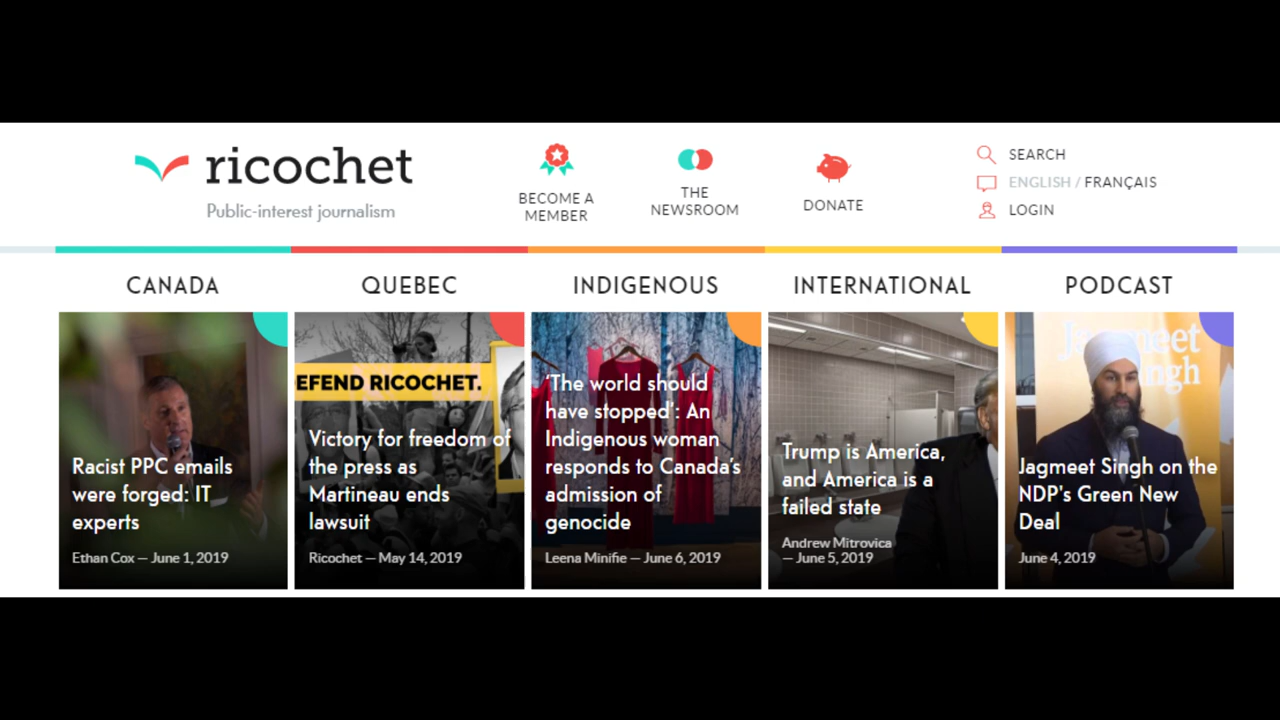 ricochet
Public-interest journalism
BECOME A
MEMBER
THE
NEWSROOM
DONATE
SEARCH
ENGLISH / FRANÇAIS
LOGIN
CANADA
Racist PPC emails
were forged: IT
experts
Ethan Cox — June 1, 2019
QUEBEC
EFEND RICOCHET.
Victory for freedom of
the press as
Martineau ends
lawsuit
Ricochet — May 14, 2019
INDIGENOUS
‘The world should
have stopped’: An
Indigenous woman
responds to Canada’s
admission of
genocide
Leena Minifie — June 6, 2019
INTERNATIONAL
Trump is America,
and America is a
failed state
Andrew Mitrovica
— June 5, 2019
PODCAST
Jagmeet Singh on the
NDP’s Green New
Deal
June 4, 2019